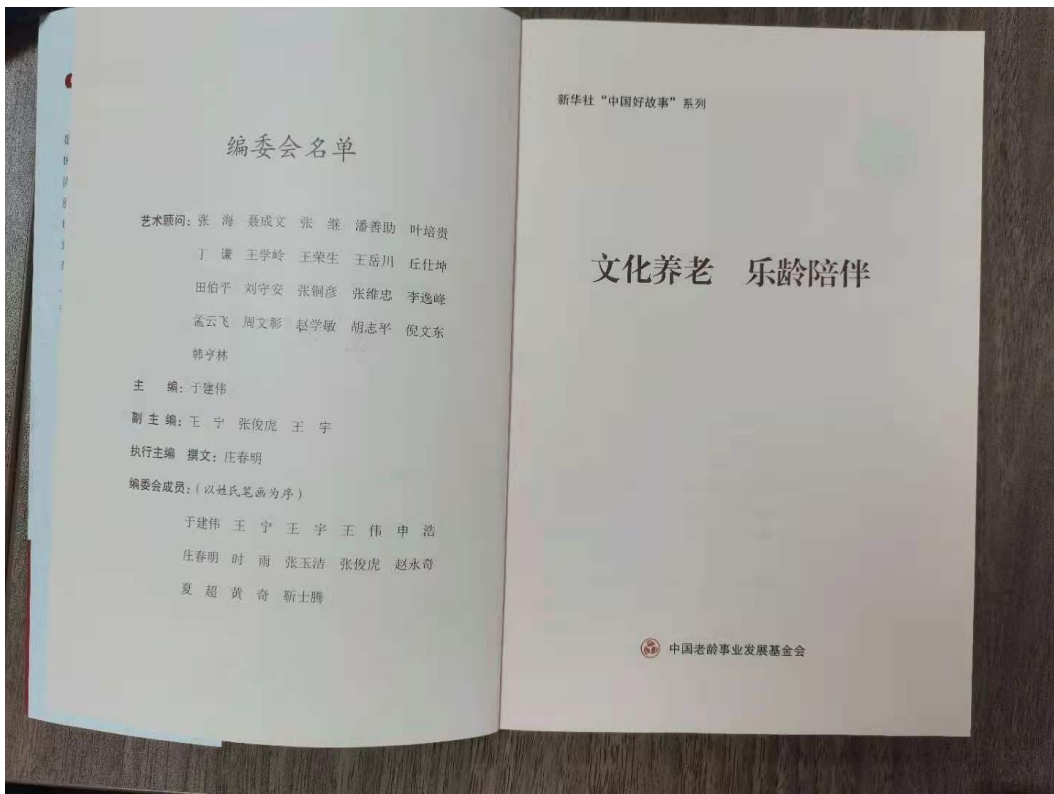 编委会名单
艺术顾问：张　海　聂成文　张　继　潘善助　叶培贵
丁　谦　王学岭　王荣生　王岳川　丘仕坤
田伯平　刘守安　张铜彦　张维忠　李逸峰
孟云飞　周文彰　赵学敏　胡志平　倪文东
韩亨林
主　　编：于建伟
副 主 编：王　宁　张俊虎　王　宇
执行主编　撰文：庄春明
编委会成员：（以姓氏笔画为序）
于建伟　王　宁　王　宇　王　伟　申　浩
庄春明　时　雨　张玉洁　张俊虎　赵永奇
夏　超　黄　奇　靳士腾
新华社“中国好故事”系列
文化养老　乐龄陪伴
中国老龄事业发展基金会